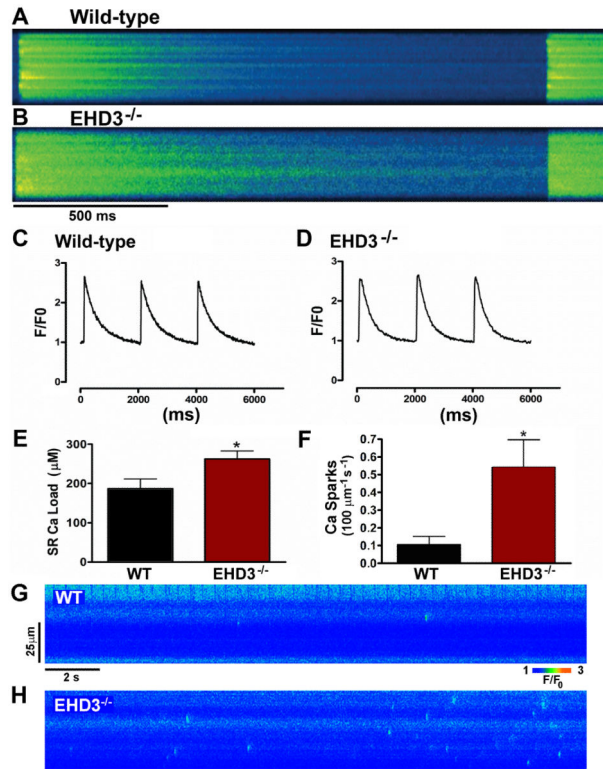 A Wild-type
B EHD3-/-
500 ms
C Wild-type
D EHD3-/-
F/F0
3
2
1
0 2000 4000 6000
(ms)
F/F0
3
2
1
0 2000 4000 6000
(ms)
E
SR Ca Load (μM)
300
200
100
0
*
WT EHD3-/-
F
Ca Sparks
(100 μm-1s-1)
0.7
0.6
0.5
0.4
0.3
0.2
0.1
0.0
*
WT EHD3-/-
G WT
25μm
2 s
1 3
F/F0
H EHD3-/-